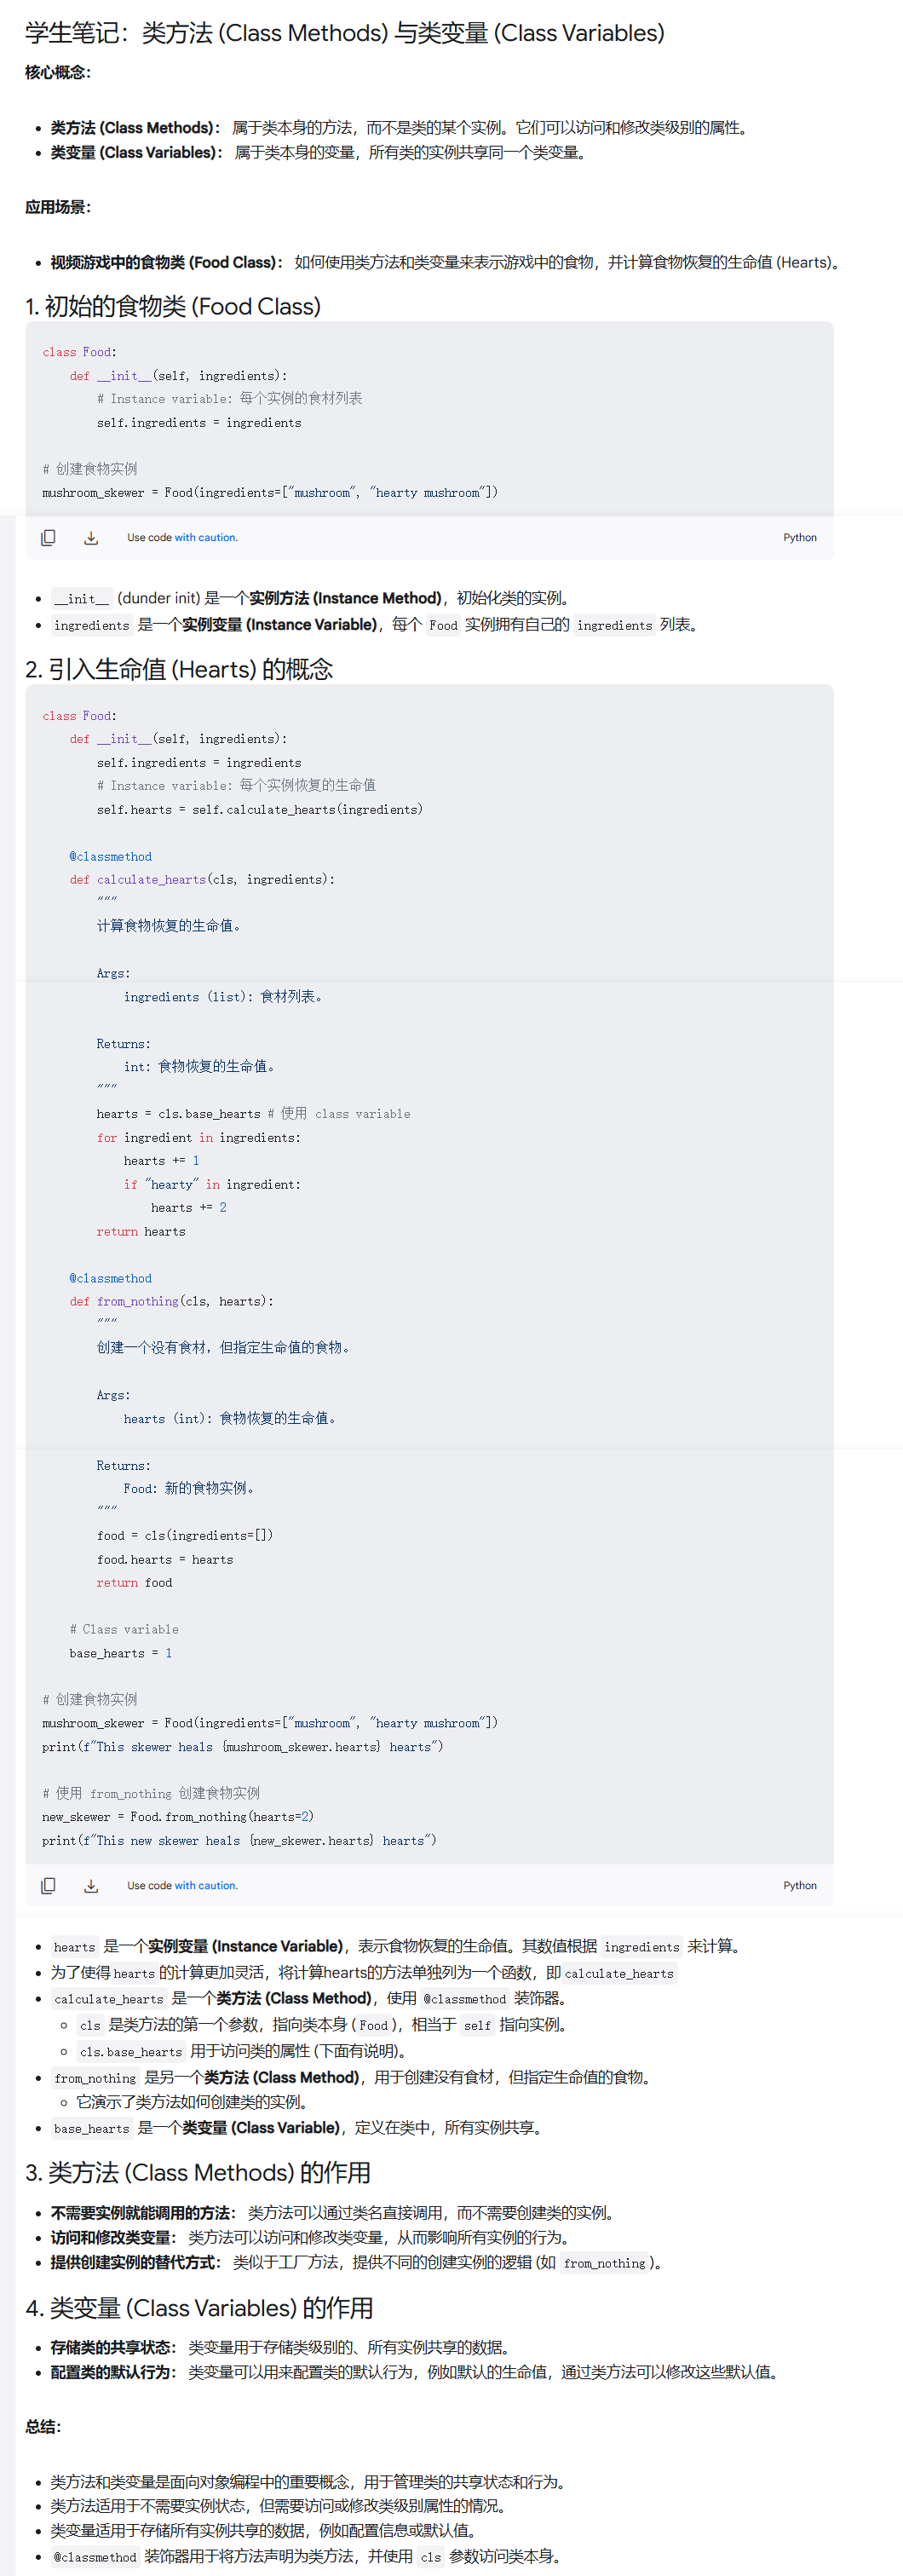 学生笔记：类方法 (Class Methods) 与类变量 (Class Variables)
核心概念：
• 类方法 (Class Methods)： 属于类本身的方法，而不是类的某个实例。它们可以访问和修改类级别的属性。
• 类变量 (Class Variables)： 属于类本身的变量，所有类的实例共享同一个类变量。
应用场景：
• 视频游戏中的食物类 (Food Class)： 如何使用类方法和类变量来表示游戏中的食物，并计算食物恢复的生命值 (Hearts)。
1. 初始的食物类 (Food Class)
class Food:
    def __init__(self, ingredients):
        # Instance variable: 每个实例的食材列表
        self.ingredients = ingredients
# 创建食物实例
mushroom_skewer = Food(ingredients=["mushroom", "hearty mushroom"])
Use code with caution. Python
• __init__ (dunder init) 是一个实例方法 (Instance Method)，初始化类的实例。
• ingredients 是一个实例变量 (Instance Variable)，每个 Food 实例拥有自己的 ingredients 列表。
2. 引入生命值 (Hearts) 的概念
class Food:
    def __init__(self, ingredients):
        self.ingredients = ingredients
        # Instance variable: 每个实例恢复的生命值
        self.hearts = self.calculate_hearts(ingredients)
    @classmethod
    def calculate_hearts(cls, ingredients):
        """
        计算食物恢复的生命值。
        Args:
            ingredients (list): 食材列表。
        Returns:
            int: 食物恢复的生命值。
        """
        hearts = cls.base_hearts # 使用 class variable
        for ingredient in ingredients:
            hearts += 1
            if "hearty" in ingredient:
                hearts += 2
        return hearts
    @classmethod
    def from_nothing(cls, hearts):
        """
        创建一个没有食材，但指定生命值的食物。
        Args:
            hearts (int): 食物恢复的生命值。
        Returns:
            Food: 新的食物实例。
        """
        food = cls(ingredients=[])
        food.hearts = hearts
        return food
    # Class variable
    base_hearts = 1
# 创建食物实例
mushroom_skewer = Food(ingredients=["mushroom", "hearty mushroom"])
print(f"This skewer heals {mushroom_skewer.hearts} hearts")
# 使用 from_nothing 创建食物实例
new_skewer = Food.from_nothing(hearts=2)
print(f"This new skewer heals {new_skewer.hearts} hearts")
Use code with caution. Python
• hearts 是一个实例变量 (Instance Variable)，表示食物恢复的生命值。其数值根据 ingredients 来计算。
• 为了使得 hearts 的计算更加灵活，将计算hearts的方法单独列为一个函数，即 calculate_hearts
• calculate_hearts 是一个类方法 (Class Method)，使用 @classmethod 装饰器。
◦ cls 是类方法的第一个参数，指向类本身 ( Food )，相当于 self 指向实例。
◦ cls.base_hearts 用于访问类的属性 (下面有说明)。
• from_nothing 是另一个类方法 (Class Method)，用于创建没有食材，但指定生命值的食物。
◦ 它演示了类方法如何创建类的实例。
• base_hearts 是一个类变量 (Class Variable)，定义在类中，所有实例共享。
3. 类方法 (Class Methods) 的作用
• 不需要实例就能调用的方法： 类方法可以通过类名直接调用，而不需要创建类的实例。
• 访问和修改类变量： 类方法可以访问和修改类变量，从而影响所有实例的行为。
• 提供创建实例的替代方式： 类似于工厂方法，提供不同的创建实例的逻辑 (如 from_nothing )。
4. 类变量 (Class Variables) 的作用
• 存储类的共享状态： 类变量用于存储类级别的、所有实例共享的数据。
• 配置类的默认行为： 类变量可以用来配置类的默认行为，例如默认的生命值，通过类方法可以修改这些默认值。
总结：
• 类方法和类变量是面向对象编程中的重要概念，用于管理类的共享状态和行为。
• 类方法适用于不需要实例状态，但需要访问或修改类级别属性的情况。
• 类变量适用于存储所有实例共享的数据，例如配置信息或默认值。
• @classmethod 装饰器用于将方法声明为类方法，并使用 cls 参数访问类本身。